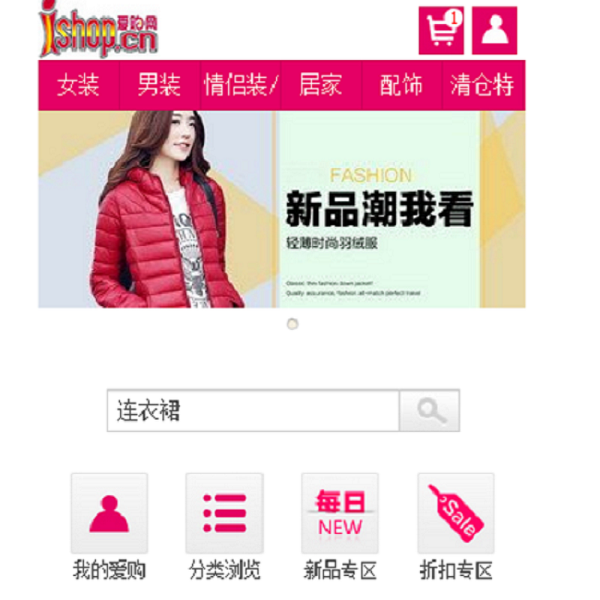 爱购网
ishop.cn
1
女装 男装 情侣装/ 居家 配饰 清仓特
FASHION
新品潮我看
轻薄时尚羽绒服
Classic thin fashion down jacket
Quality assurance, fashion, all-match perfect travel
连衣裙
每日
NEW
Sale
我的爱购 分类浏览 新品专区 折扣专区